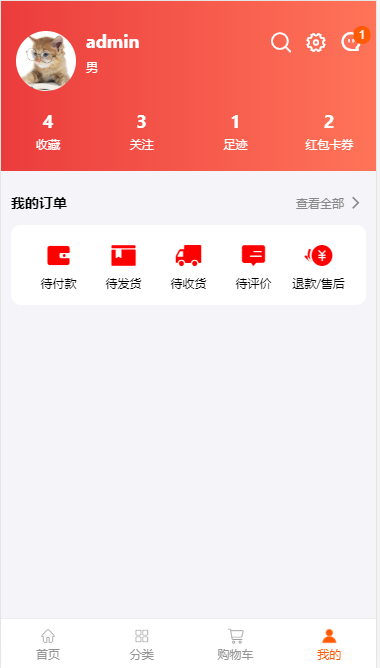 admin
1
男
4 3 1 2
收藏 关注 足迹 红包卡券
我的订单 查看全部
待付款 待发货 待收货 待评价 退款/售后
首页 分类 购物车 我的